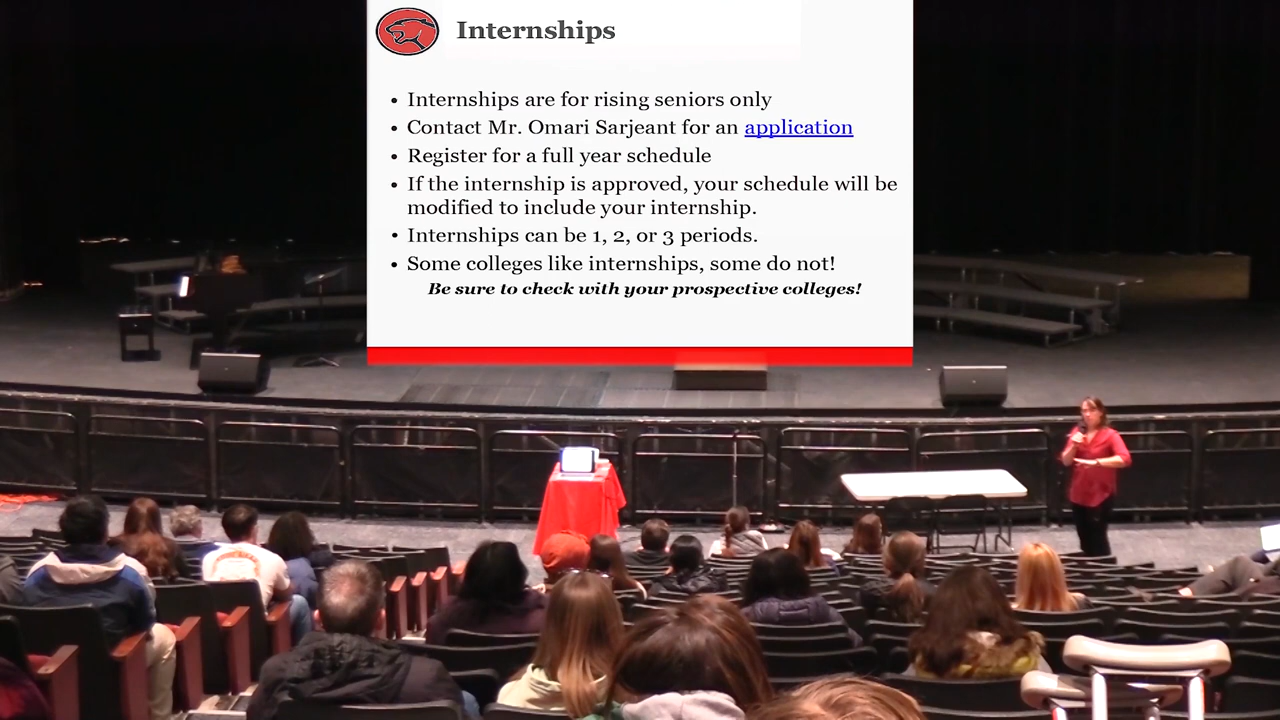 Internships
• Internships are for rising seniors only
• Contact Mr. Omari Sarjeant for an application
• Register for a full year schedule
• If the internship is approved, your schedule will be
modified to include your internship.
• Internships can be 1, 2, or 3 periods.
• Some colleges like internships, some do not!
Be sure to check with your prospective colleges!